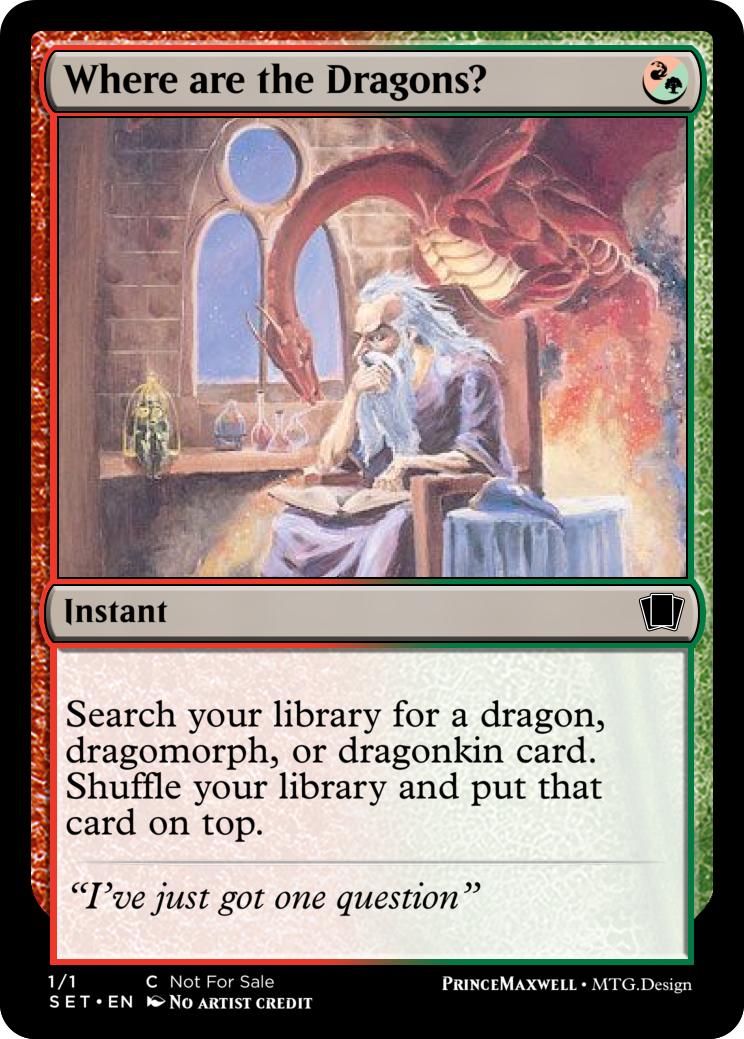 Where are the Dragons?
Instant
Search your library for a dragon,
dragomorph, or dragonkin card.
Shuffle your library and put that
card on top.
“I’ve just got one question”
1/1 C Not For Sale
SET • EN No artist credit
PrinceMaxwell • MTG.Design